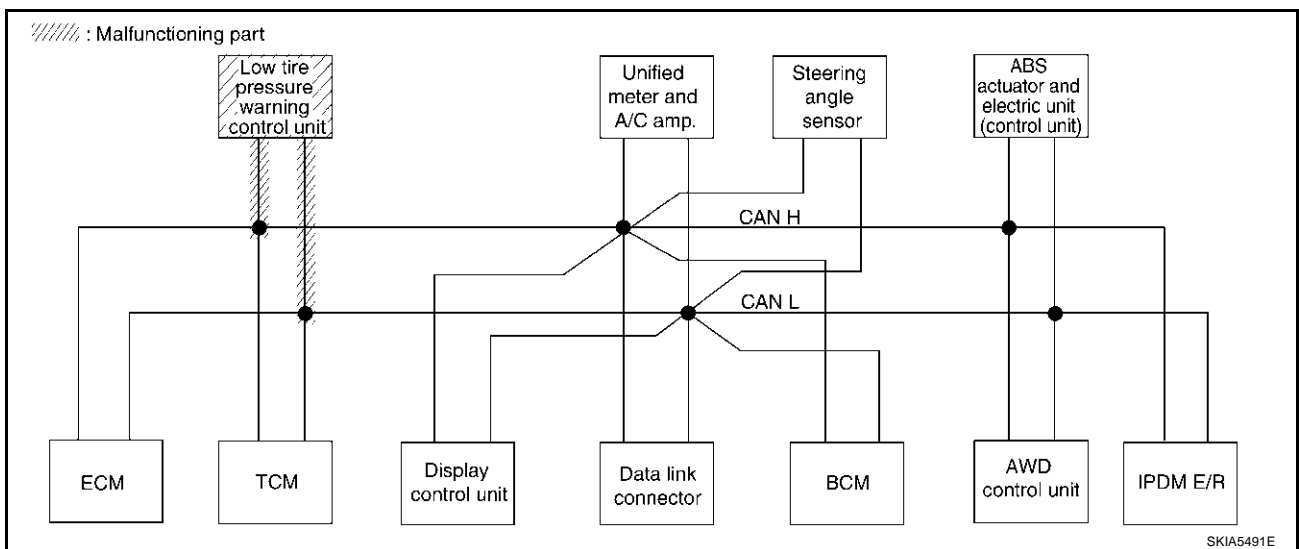 : Malfunctioning part
Low tire
pressure
warning
control unit
Unified
meter and
A/C amp.
Steering
angle
sensor
ABS
actuator and
electric unit
(control unit)
CAN H
CAN L
ECM
TCM
Display
control unit
Data link
connector
BCM
AWD
control unit
IPDM E/R
SKIA5491E